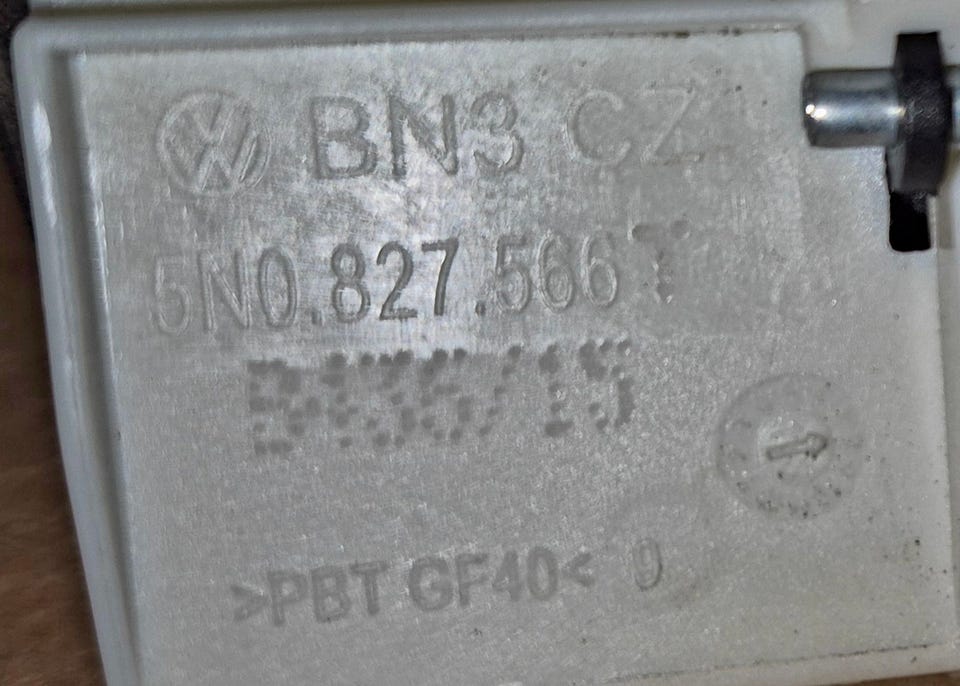 BN3 CZ
5N0.827.566 T
>PBT GF40< 9